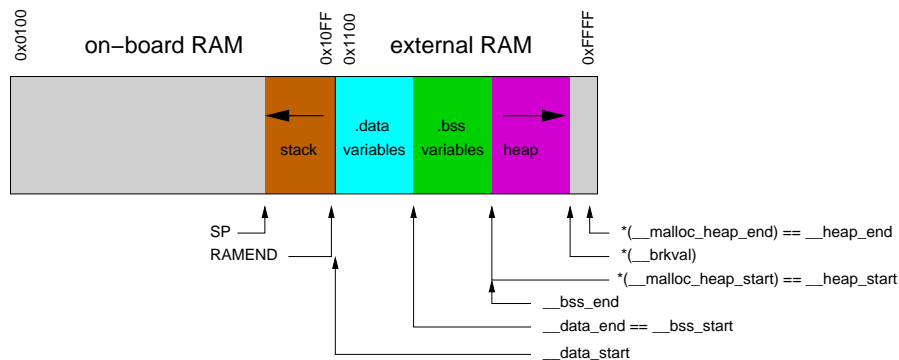 0x0100
on−board RAM
0x10FF
0x1100
external RAM
0xFFFF
stack
.data
variables
.bss
variables
heap
SP
RAMEND
*(__malloc_heap_end) == __heap_end
*(__brkval)
*(__malloc_heap_start) == __heap_start
__bss_end
__data_end == __bss_start
__data_start